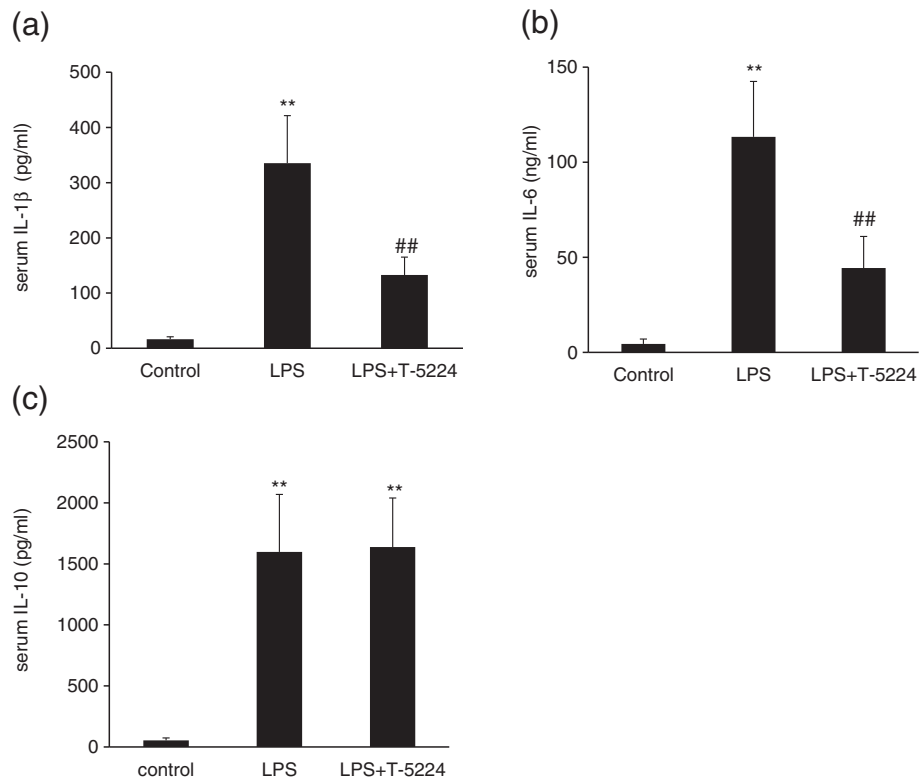 (a)
serum IL-1β (pg/ml)
500
400
300
200
100
0
**
##
Control LPS LPS+T-5224
(b)
serum IL-6 (ng/ml)
150
100
50
0
**
##
Control LPS LPS+T-5224
(c)
serum IL-10 (pg/ml)
2500
2000
1500
1000
500
0
**
**
control LPS LPS+T-5224